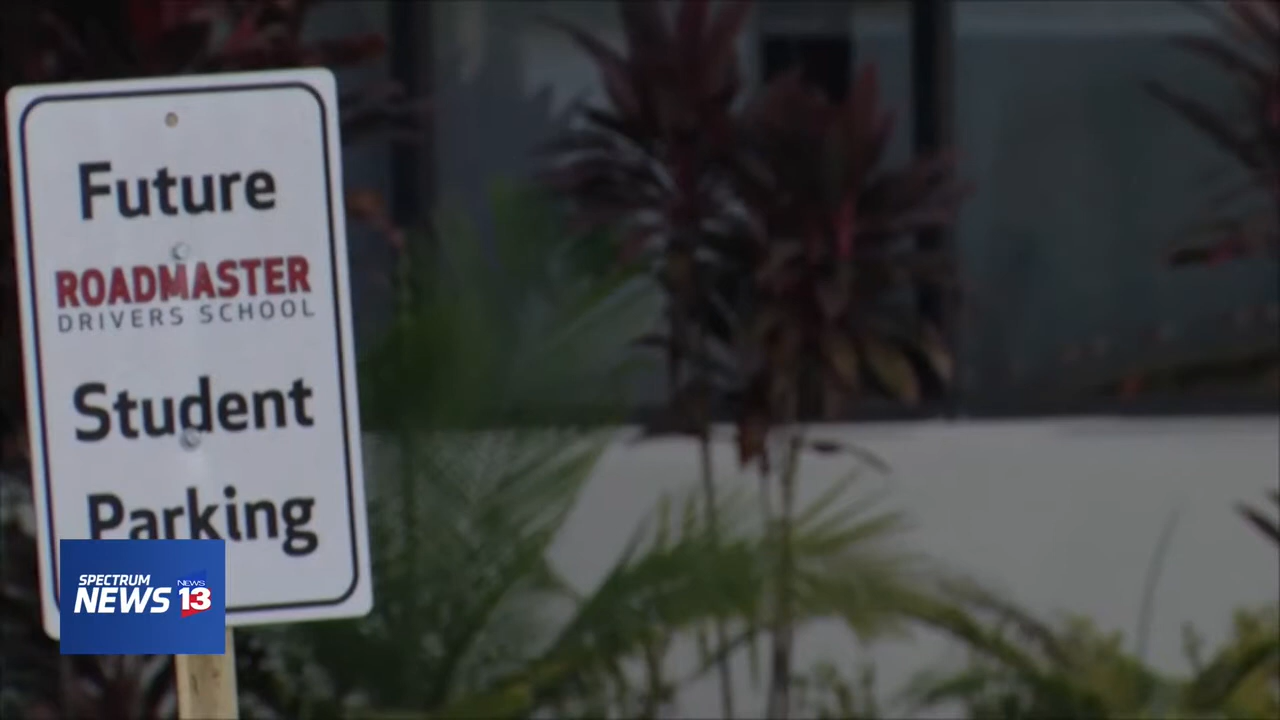 Future
ROADMASTER
DRIVERS SCHOOL
Student
Parking
SPECTRUM
NEWS
NEWS
13